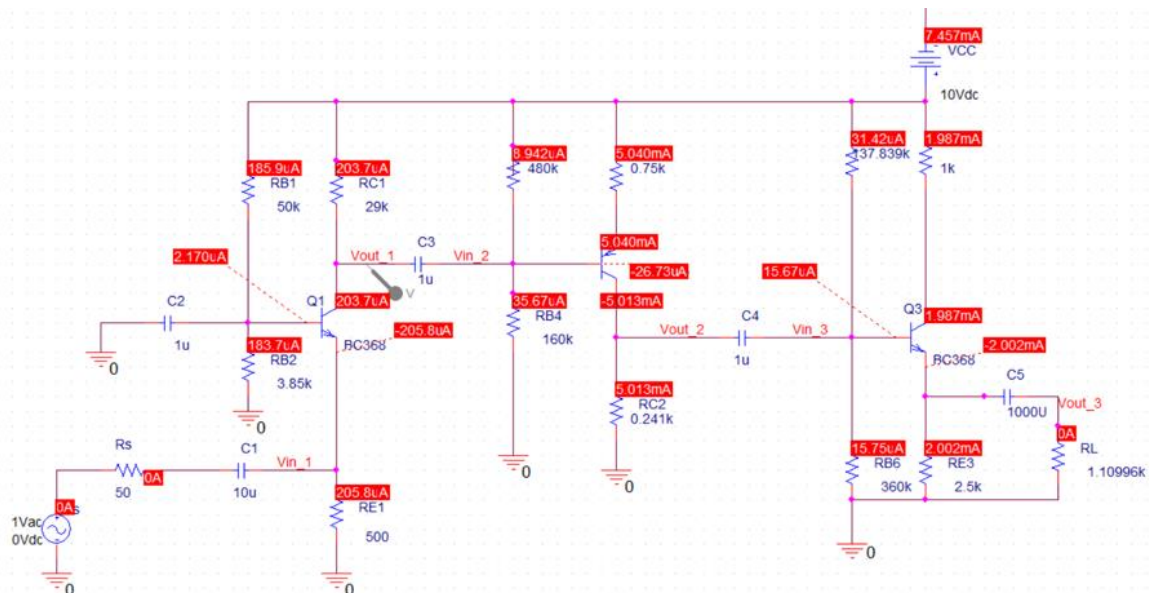 7.457mA
VCC
10Vdc
185.9uA
RB1
50k
203.7uA
RC1
29k
8.942uA
480k
5.040mA
0.75k
31.42uA
137.839k
1.987mA
1k
2.170uA
Vout_1
C3
1u
Vin_2
5.040mA
-26.73uA
-5.013mA
15.67uA
Q1
203.7uA
V
-205.8uA
BC368
C2
1u
0
183.7uA
RB2
3.85k
0
35.67uA
RB4
160k
0
Vout_2
C4
1u
Vin_3
Q3
1.987mA
-2.002mA
BC368
5.013mA
RC2
0.241k
0
C5
1000U
Vout_3
0A
RL
1.10996k
Rs
50
0A
C1
10u
Vin_1
205.8uA
RE1
500
0
15.75uA
RB6
360k
2.002mA
RE3
2.5k
0
0A
s
1Vac
0Vdc
0